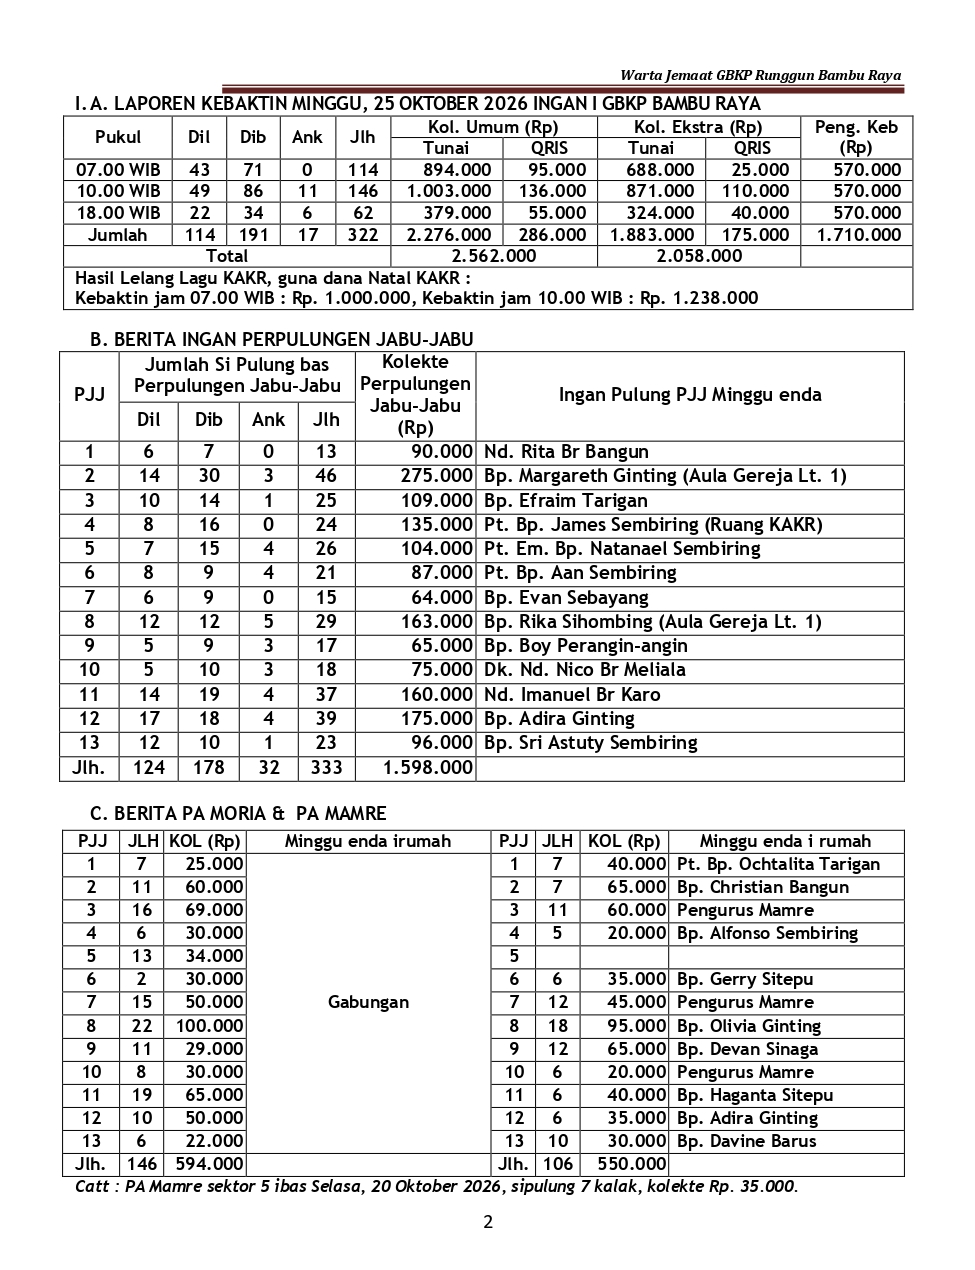 Warta Jemaat GBKP Runggun Bambu Raya
I. A. LAPOREN KEBAKTIN MINGGU, 25 OKTOBER 2026 INGAN I GBKP BAMBU RAYA
Pukul Dil Dib Ank Jlh Kol. Umum (Rp) Kol. Ekstra (Rp) Peng. Keb (Rp)
Tunai QRIS Tunai QRIS
07.00 WIB 43 71 0 114 894.000 95.000 688.000 25.000 570.000
10.00 WIB 49 86 11 146 1.003.000 136.000 871.000 110.000 570.000
18.00 WIB 22 34 6 62 379.000 55.000 324.000 40.000 570.000
Jumlah 114 191 17 322 2.276.000 286.000 1.883.000 175.000 1.710.000
Total 2.562.000 2.058.000
Hasil Lelang Lagu KAKR, guna dana Natal KAKR :
Kebaktin jam 07.00 WIB : Rp. 1.000.000, Kebaktin jam 10.00 WIB : Rp. 1.238.000
B. BERITA INGAN PERPULUNGEN JABU-JABU
PJJ Jumlah Si Pulung bas Perpulungen Jabu-Jabu Kolekte Perpulungen Jabu-Jabu (Rp) Ingan Pulung PJJ Minggu enda
Dil Dib Ank Jlh
1 6 7 0 13 90.000 Nd. Rita Br Bangun
2 14 30 3 46 275.000 Bp. Margareth Ginting (Aula Gereja Lt. 1)
3 10 14 1 25 109.000 Bp. Efraim Tarigan
4 8 16 0 24 135.000 Pt. Bp. James Sembiring (Ruang KAKR)
5 7 15 4 26 104.000 Pt. Em. Bp. Natanael Sembiring
6 8 9 4 21 87.000 Pt. Bp. Aan Sembiring
7 6 9 0 15 64.000 Bp. Evan Sebayang
8 12 12 5 29 163.000 Bp. Rika Sihombing (Aula Gereja Lt. 1)
9 5 9 3 17 65.000 Bp. Boy Perangin-angin
10 5 10 3 18 75.000 Dk. Nd. Nico Br Meliala
11 14 19 4 37 160.000 Nd. Imanuel Br Karo
12 17 18 4 39 175.000 Bp. Adira Ginting
13 12 10 1 23 96.000 Bp. Sri Astuty Sembiring
Jlh. 124 178 32 333 1.598.000
C. BERITA PA MORIA & PA MAMRE
PJJ JLH KOL (Rp) Minggu enda irumah PJJ JLH KOL (Rp) Minggu enda i rumah
1 7 25.000 1 7 40.000 Pt. Bp. Ochtalita Tarigan
2 11 60.000 2 7 65.000 Bp. Christian Bangun
3 16 69.000 3 11 60.000 Pengurus Mamre
4 6 30.000 4 5 20.000 Bp. Alfonso Sembiring
5 13 34.000 5
6 2 30.000 6 6 35.000 Bp. Gerry Sitepu
7 15 50.000 Gabungan 7 12 45.000 Pengurus Mamre
8 22 100.000 8 18 95.000 Bp. Olivia Ginting
9 11 29.000 9 12 65.000 Bp. Devan Sinaga
10 8 30.000 10 6 20.000 Pengurus Mamre
11 19 65.000 11 6 40.000 Bp. Haganta Sitepu
12 10 50.000 12 6 35.000 Bp. Adira Ginting
13 6 22.000 13 10 30.000 Bp. Davine Barus
Jlh. 146 594.000 Jlh. 106 550.000
Catt : PA Mamre sektor 5 ibas Selasa, 20 Oktober 2026, sipulung 7 kalak, kolekte Rp. 35.000.
2